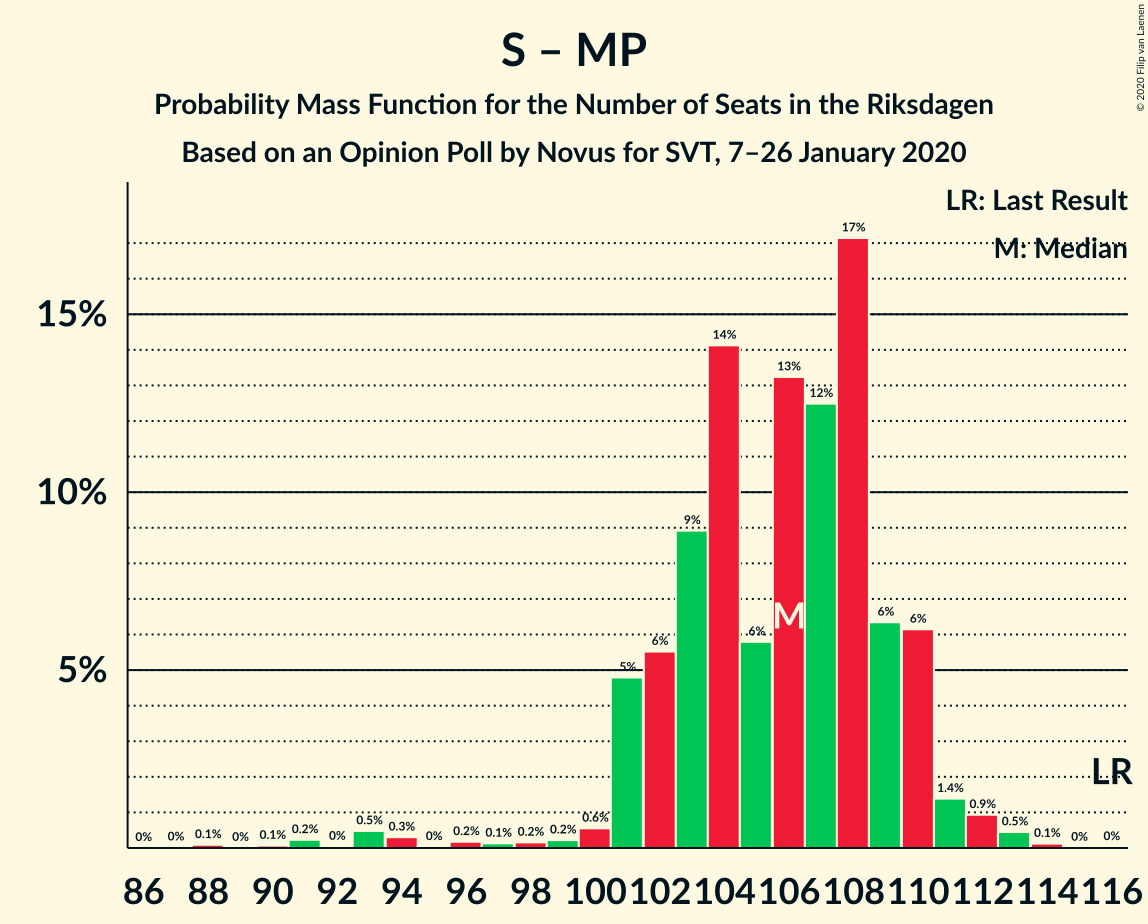 S – MP
Probability Mass Function for the Number of Seats in the Riksdagen
Based on an Opinion Poll by Novus for SVT, 7–26 January 2020
© 2020 Filip van Laenen
LR: Last Result
M: Median
15%
10%
5%
0% 0% 0.1% 0% 0.1% 0.2% 0% 0.5% 0.3% 0% 0.2% 0.1% 0.2% 0.2% 0.6% 5% 6% 9% 14% 6% 13% 12% 17% 6% 6% 1.4% 0.9% 0.5% 0.1% 0% 0%
M
LR
86 88 90 92 94 96 98 100 102 104 106 108 110 112 114 116